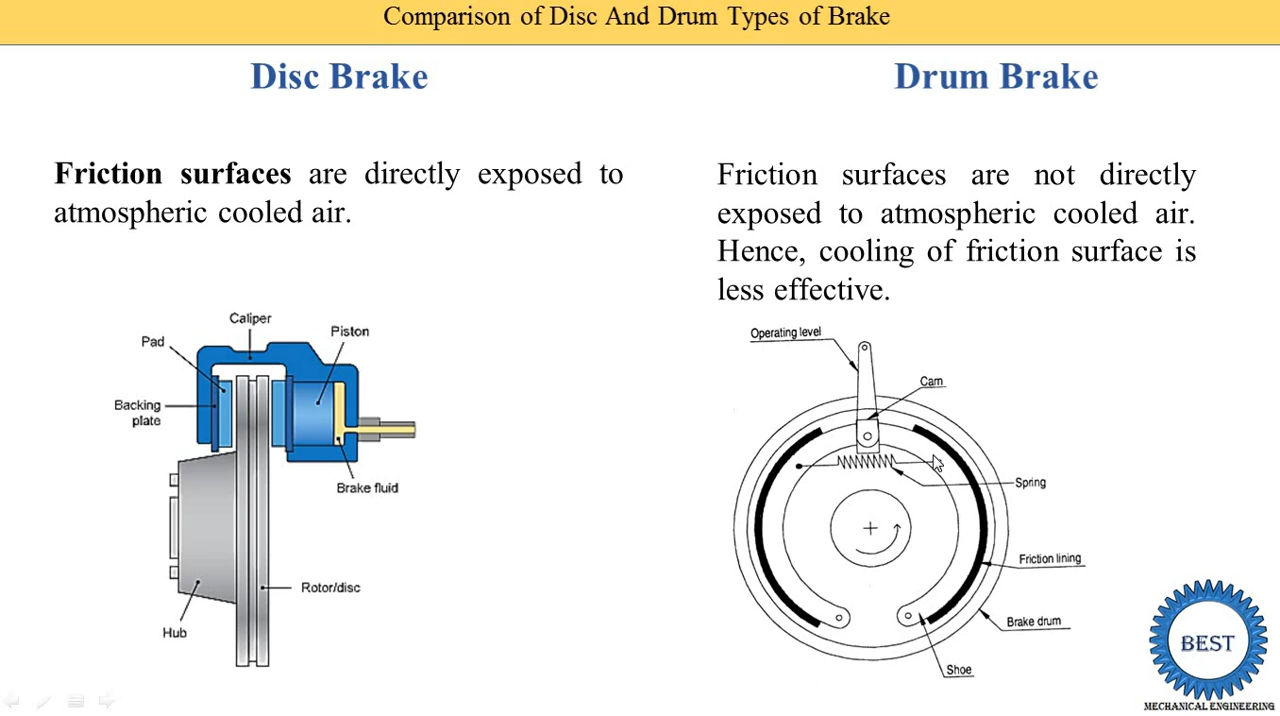 Comparison of Disc And Drum Types of Brake
Disc Brake
Friction surfaces are directly exposed to
atmospheric cooled air.
Caliper
Piston
Pad
Backing
plate
Brake fluid
Rotor/disc
Hub
Drum Brake
Friction surfaces are not directly
exposed to atmospheric cooled air.
Hence, cooling of friction surface is
less effective.
Operating level
Cam
Spring
Friction lining
Brake drum
Shoe
BEST
MECHANICAL ENGINEERING